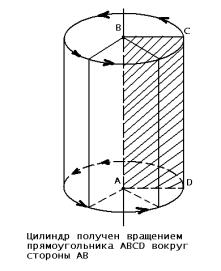 B
C
A
D
Цилиндр получен вращением
прямоугольника ABCD вокруг
стороны AB